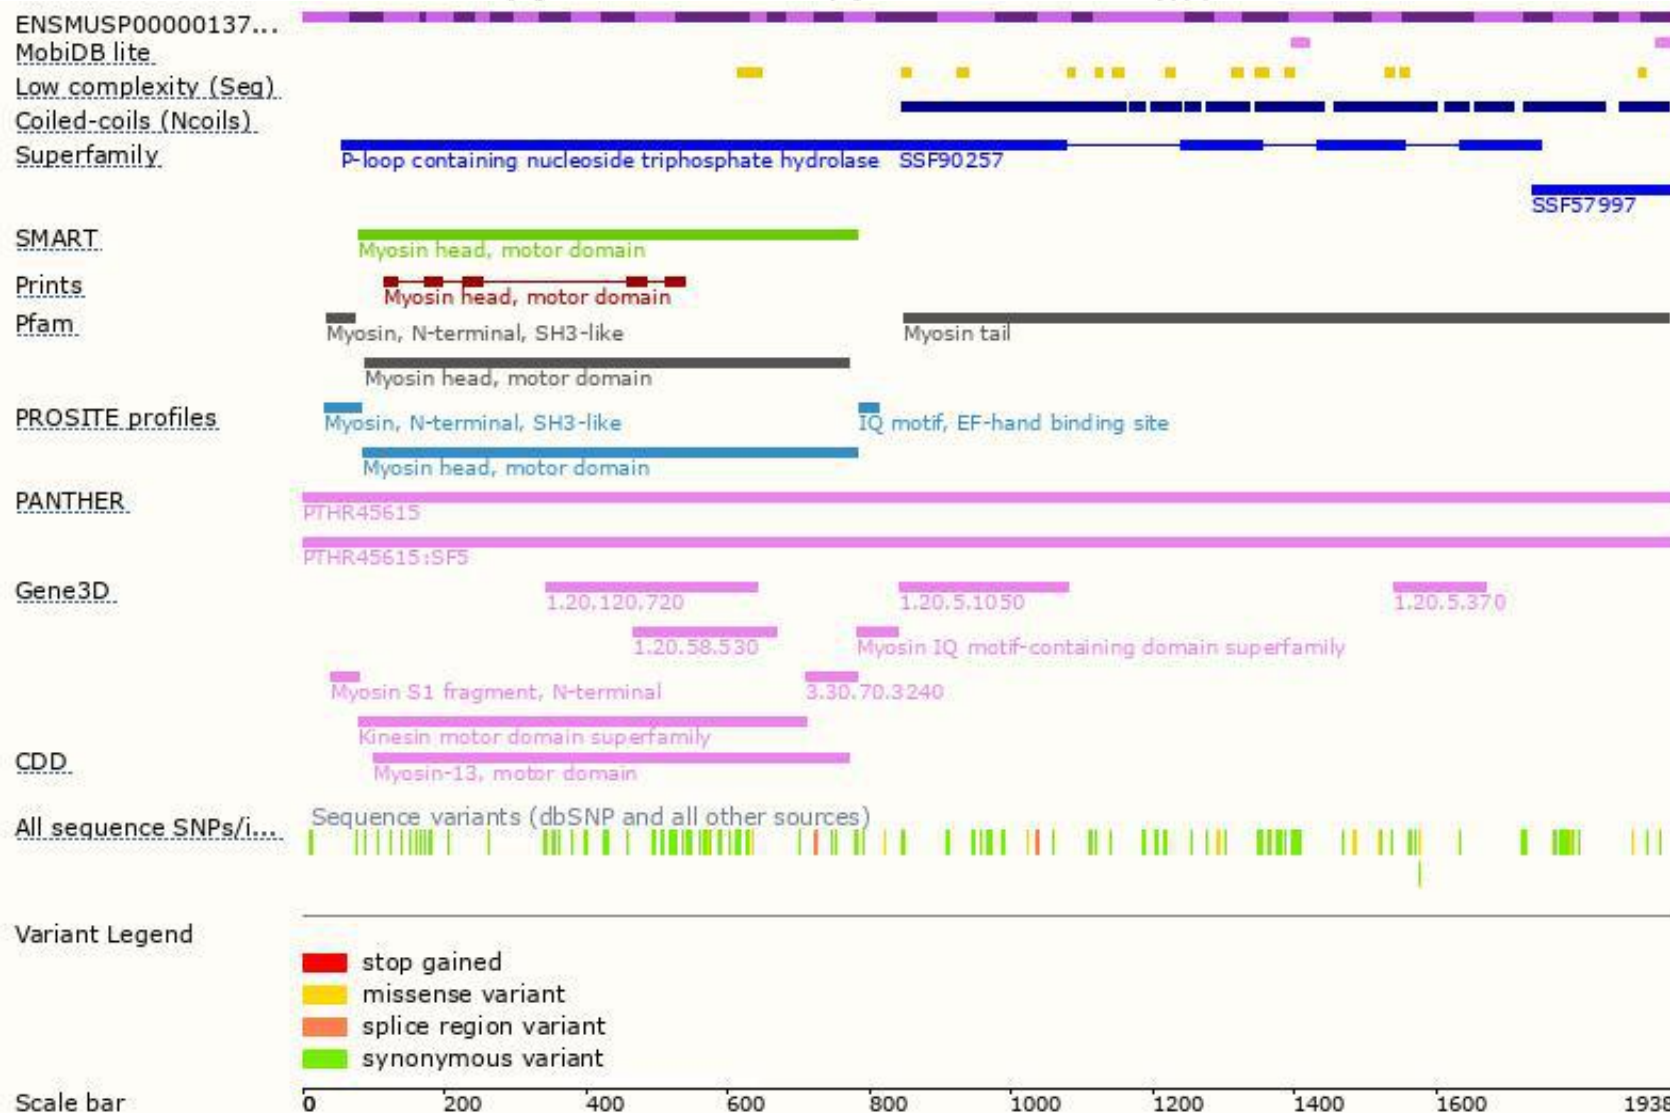 ENSMUSP00000137...
MobiDB lite
Low complexity (Seg)
Coiled-coils (Ncoils)
Superfamily
P-loop containing nucleoside triphosphate hydrolase SSF90257
SSF57997
SMART
Myosin head, motor domain
Prints
Myosin head, motor domain
Pfam
Myosin, N-terminal, SH3-like Myosin tail
Myosin head, motor domain
PROSITE profiles
Myosin, N-terminal, SH3-like IQ motif, EF-hand binding site
Myosin head, motor domain
PANTHER
PTHR45615
PTHR45615:SF5
Gene3D
1.20.120.720 1.20.5.1050 1.20.5.370
1.20.58.530 Myosin IQ motif-containing domain superfamily
Myosin S1 fragment, N-terminal 3.30.70.3240
Kinesin motor domain superfamily
CDD
Myosin-13, motor domain
Sequence variants (dbSNP and all other sources)
All sequence SNPs/i...
Variant Legend
stop gained
missense variant
splice region variant
synonymous variant
Scale bar 0 200 400 600 800 1000 1200 1400 1600 1938